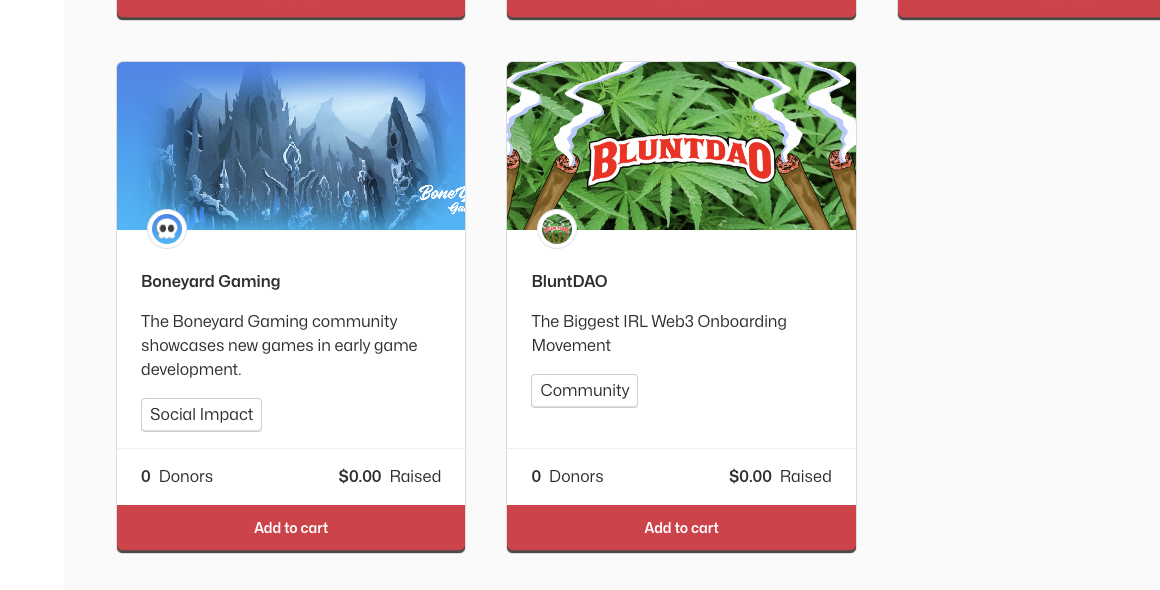 BLUNTDAO
Boneyard Gaming
The Boneyard Gaming community
showcases new games in early game
development.
Social Impact
0 Donors $0.00 Raised
Add to cart
BluntDAO
The Biggest IRL Web3 Onboarding
Movement
Community
0 Donors $0.00 Raised
Add to cart